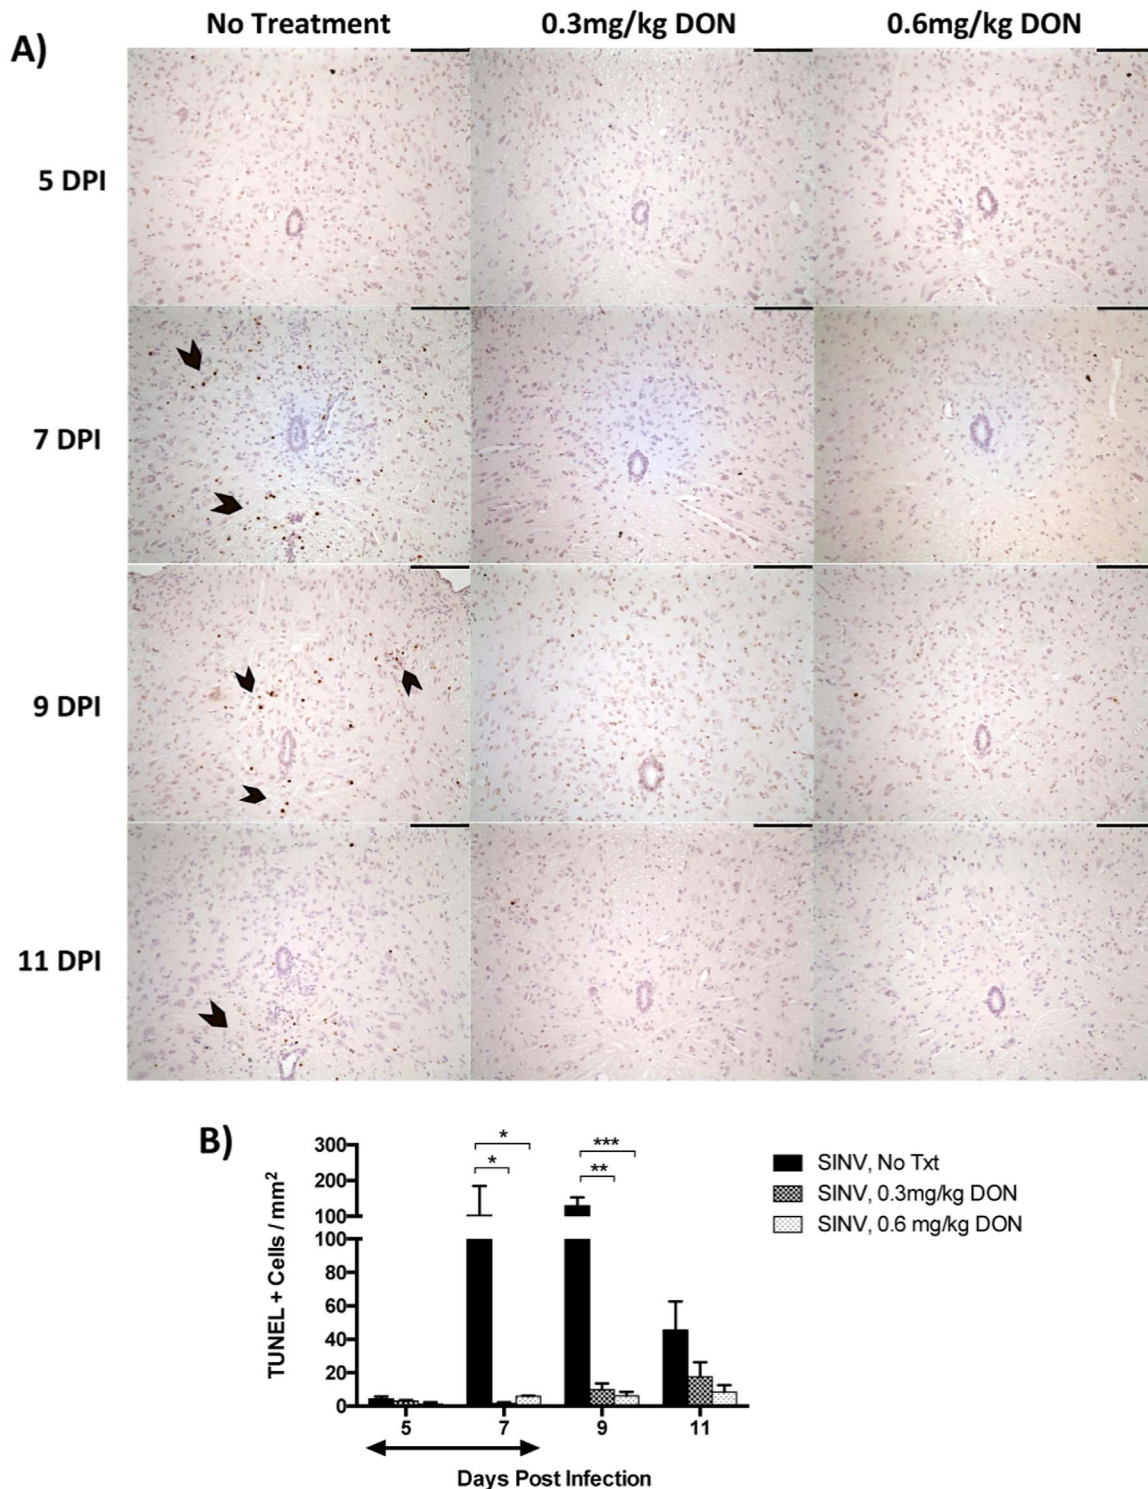 A)
No Treatment 0.3mg/kg DON 0.6mg/kg DON
5 DPI
7 DPI
9 DPI
11 DPI
B)
TUNEL + Cells / mm²
300
200
100
100
80
60
40
20
0
*
*
***
**
5 7 9 11
Days Post Infection
SINV, No Txt
SINV, 0.3mg/kg DON
SINV, 0.6 mg/kg DON